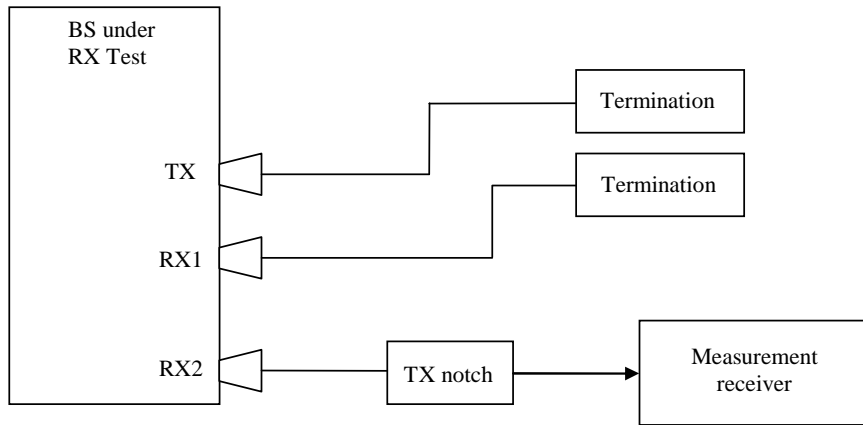 BS under
RX Test
Termination
TX
Termination
RX1
RX2
TX notch
Measurement
receiver